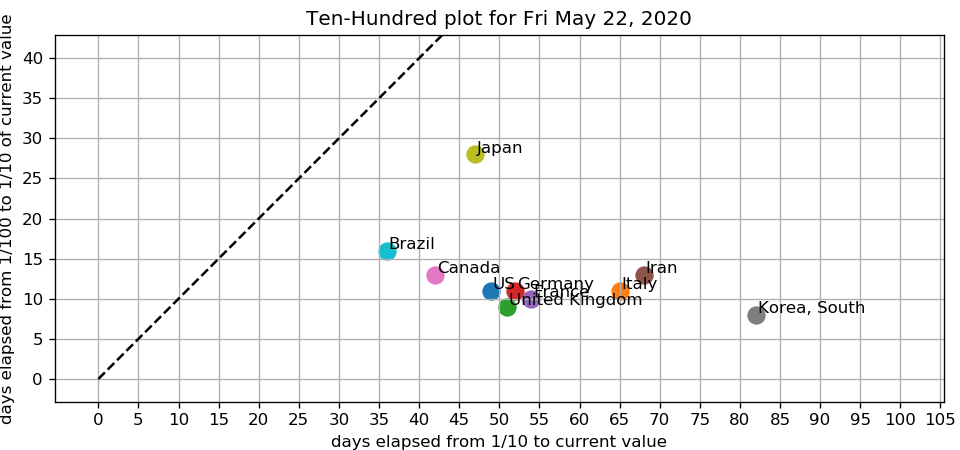 Ten-Hundred plot for Fri May 22, 2020
days elapsed from 1/100 to 1/10 of current value
40
35
30
25
20
15
10
5
0
Japan
Brazil
Canada
US
Germany
France
United Kingdom
Italy
Iran
Korea, South
0 5 10 15 20 25 30 35 40 45 50 55 60 65 70 75 80 85 90 95 100 105
days elapsed from 1/10 to current value